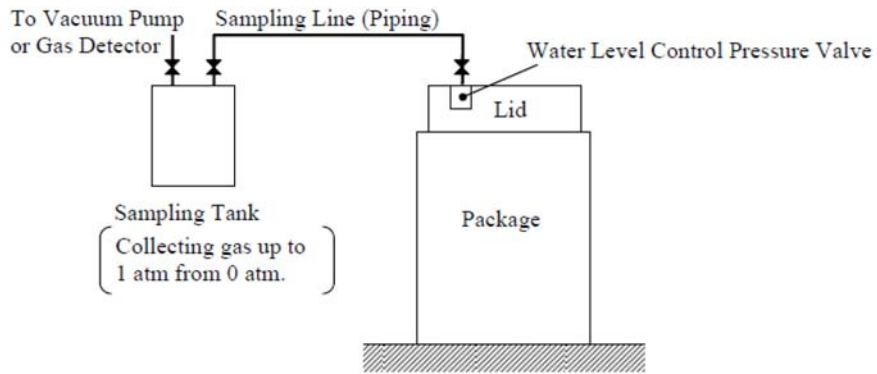 To Vacuum Pump
or Gas Detector
Sampling Line (Piping)
Water Level Control Pressure Valve
Lid
Package
Sampling Tank
Collecting gas up to
1 atm from 0 atm.